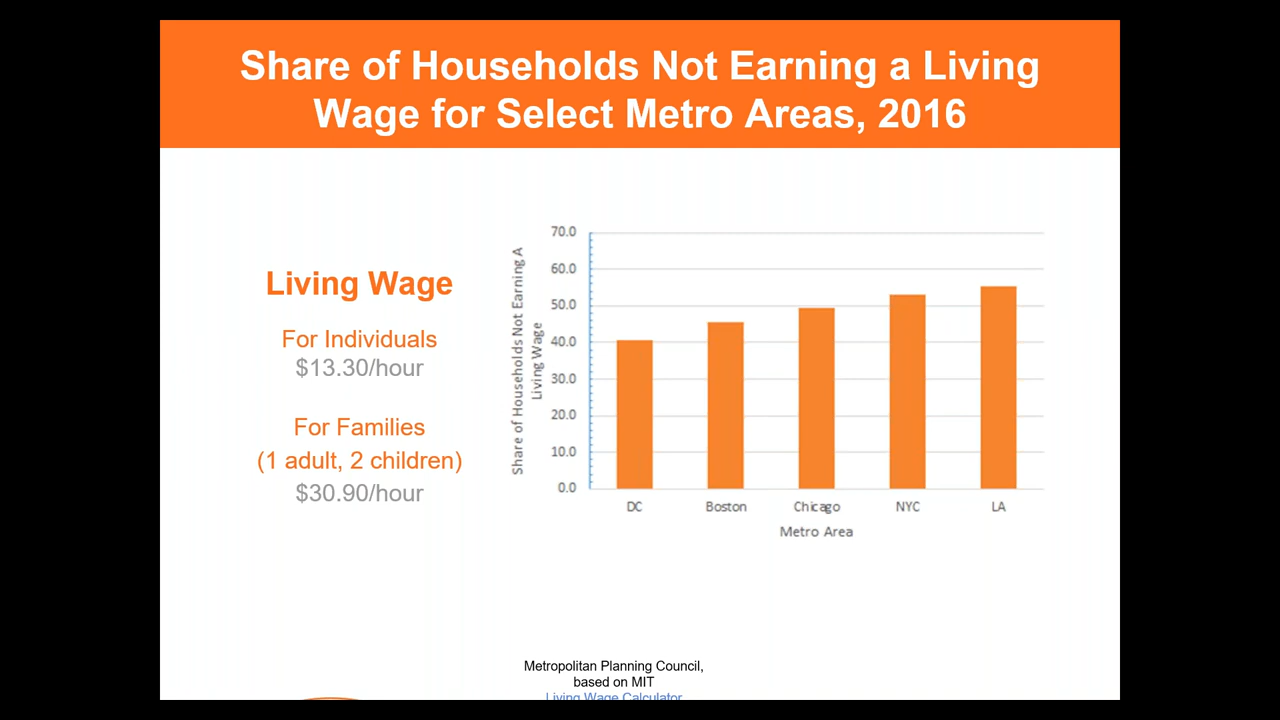 Share of Households Not Earning a Living
Wage for Select Metro Areas, 2016
Living Wage
For Individuals
$13.30/hour
For Families
(1 adult, 2 children)
$30.90/hour
Share of Households Not Earning A
Living Wage
70.0
60.0
50.0
40.0
30.0
20.0
10.0
0.0
DC
Boston
Chicago
NYC
LA
Metro Area
Metropolitan Planning Council,
based on MIT
Living Wage Calculator